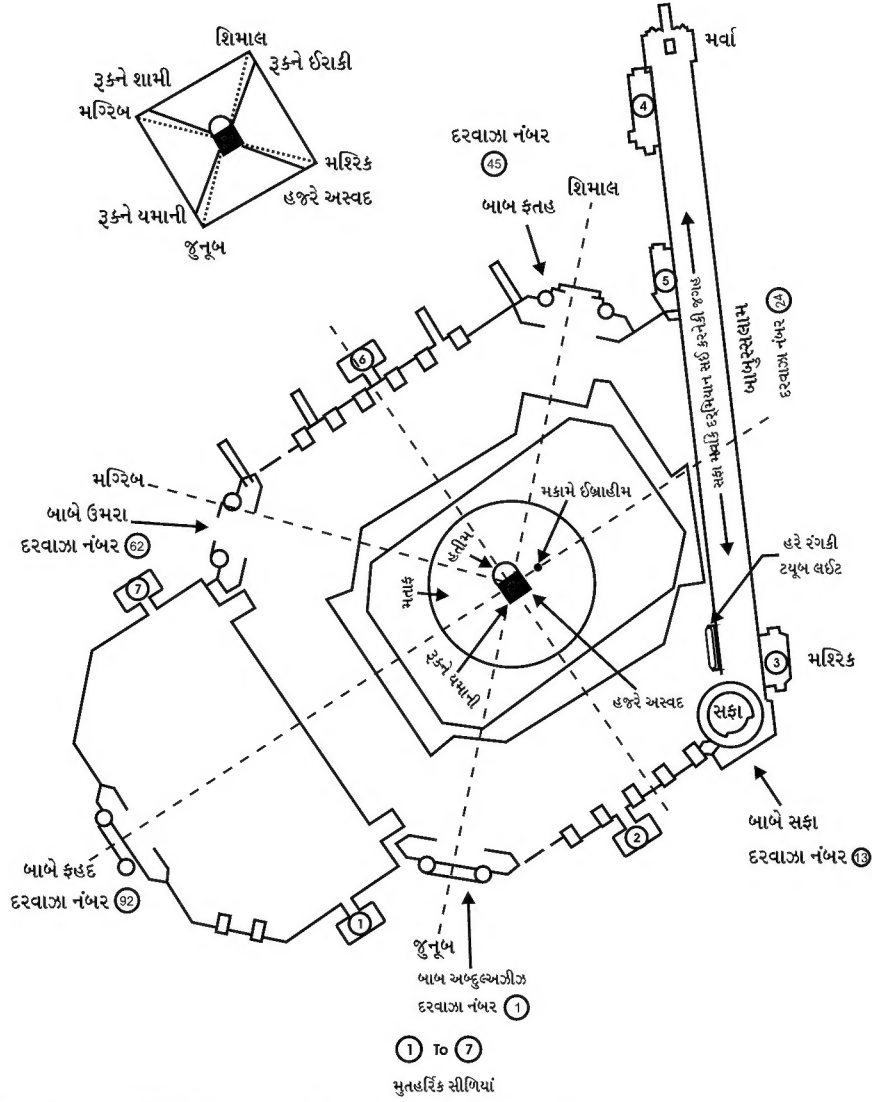 શિમાલ
રૂક્ને ઈરાકી
રૂક્ને શામી
મગ્રિબ
મશ્રિક
હજરે અસ્વદ
રૂક્ને યમાની
જુનૂબ
મર્વા
4
દરવાઝા નંબર
45
શિમાલ
બાબ ફતહ
5
દરવાઝા નંબર 24
6
મગ્રિબ
બાબે ઉમરા
દરવાઝા નંબર 62
7
મકામે ઈબ્રાહીમ
હતીમ
મતાફ
રૂક્ને યમાની
હજરે અસ્વદ
હરે રંગકી
ટયૂબ લાઈટ
3
મશ્રિક
સફા
બાબે સફા
દરવાઝા નંબર 13
2
બાબે ફહદ
દરવાઝા નંબર 92
1
જુનૂબ
બાબ અબ્દુલઅઝીઝ
દરવાઝા નંબર 1
1 To 7
મુતહર્રિક સીળિયાં